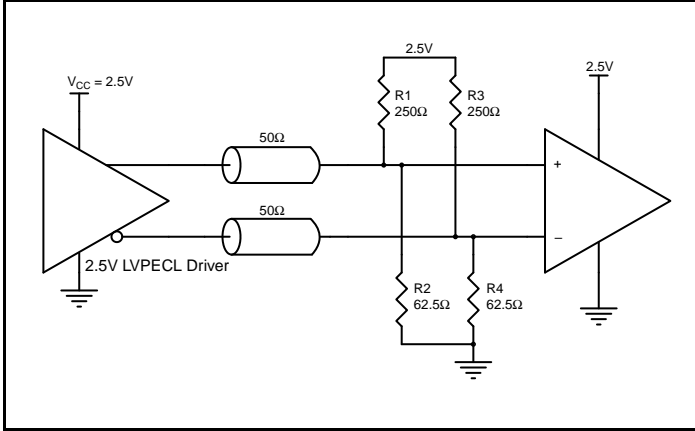 2.5V
V_CC = 2.5V
2.5V
R1
250Ω
R3
250Ω
50Ω
+
50Ω
–
2.5V LVPECL Driver
R2
62.5Ω
R4
62.5Ω